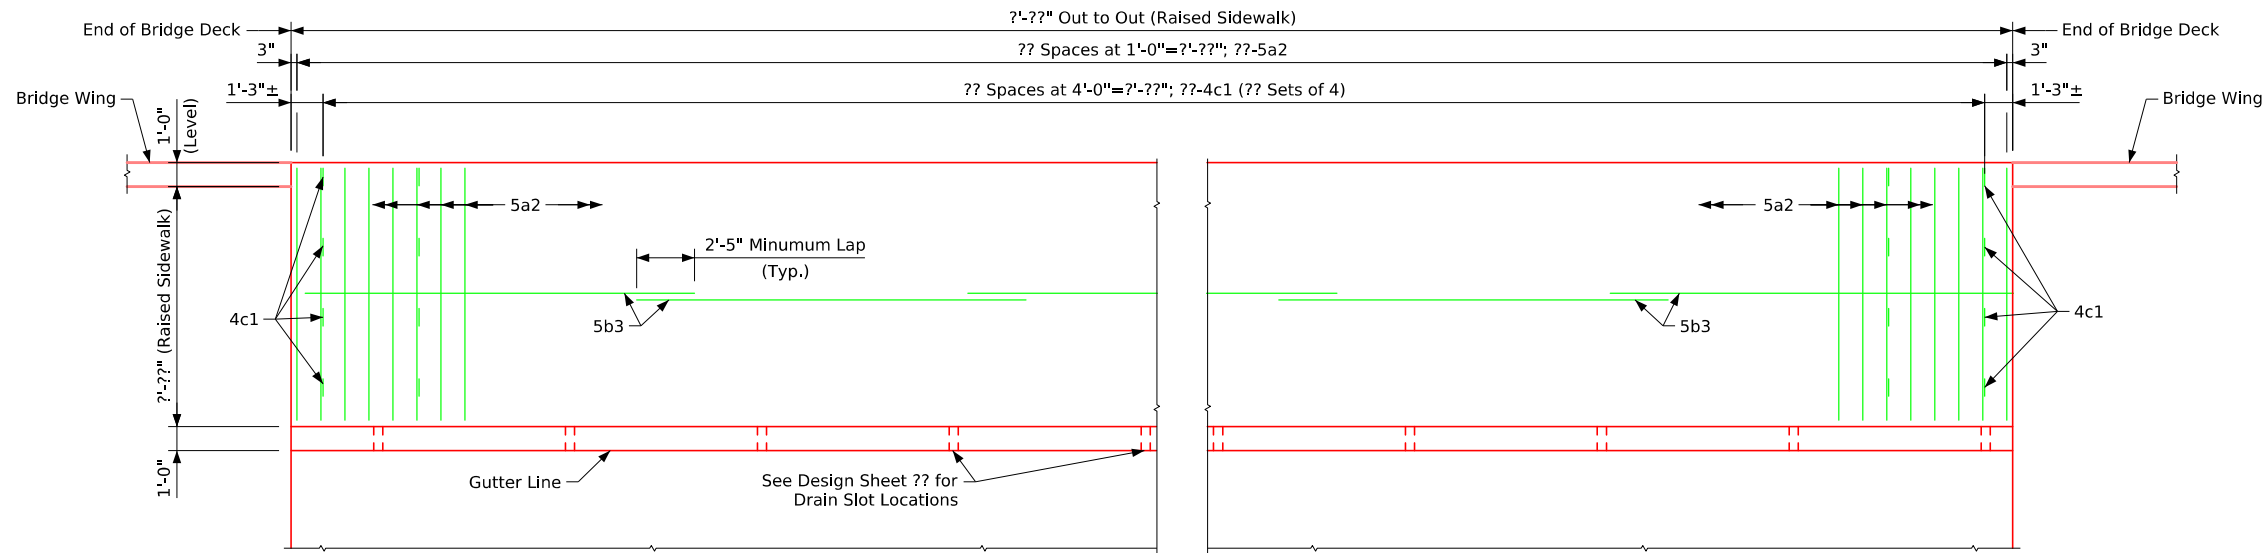 ?'-??" Out to Out (Raised Sidewalk)
End of Bridge Deck
End of Bridge Deck
3"
?? Spaces at 1'-0"=?'-??"; ??-5a2
3"
1'-3"±
?? Spaces at 4'-0"=?'-??"; ??-4c1 (?? Sets of 4)
1'-3"±
Bridge Wing
Bridge Wing
1'-0"
(Level)
5a2
5a2
2'-5" Minumum Lap
(Typ.)
?'-??" (Raised Sidewalk)
4c1
5b3
5b3
4c1
1'-0"
Gutter Line
See Design Sheet ?? for
Drain Slot Locations